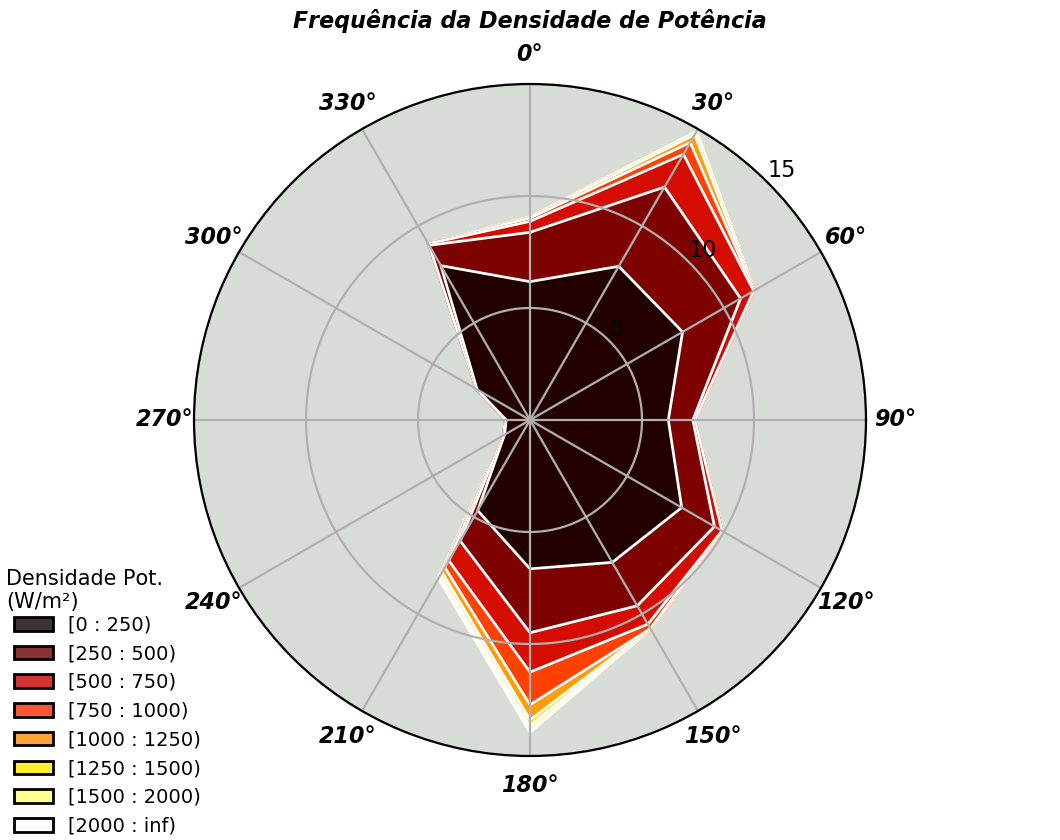 Frequência da Densidade de Potência
0°
330°
30°
15
300°
60°
10
5
270°
90°
240°
120°
210°
150°
180°
Densidade Pot.
(W/m²)
[0 : 250)
[250 : 500)
[500 : 750)
[750 : 1000)
[1000 : 1250)
[1250 : 1500)
[1500 : 2000)
[2000 : inf)